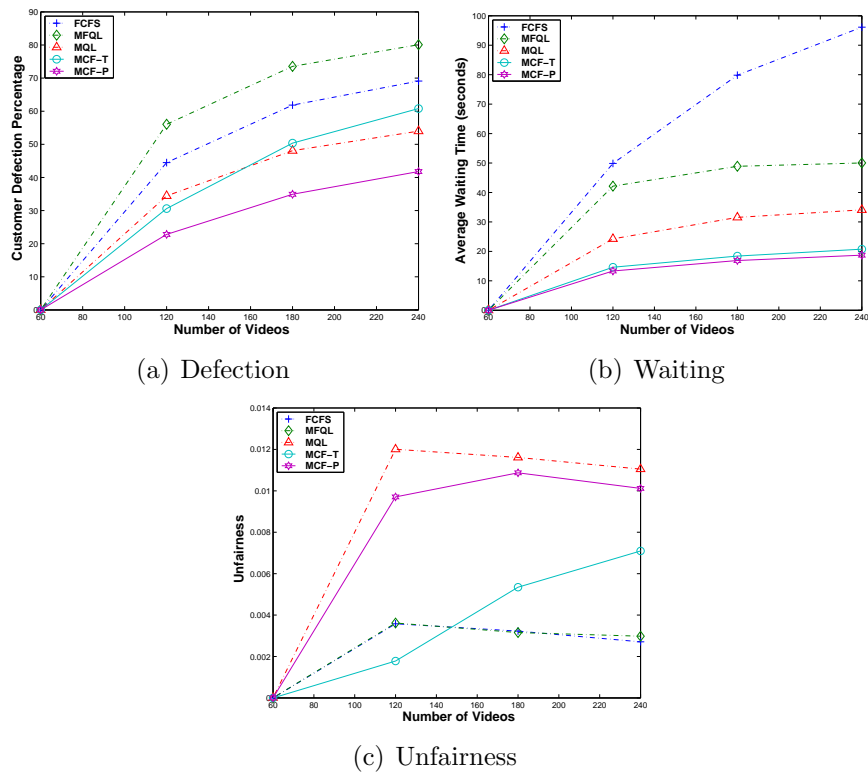 Customer Defection Percentage
90
80
70
60
50
40
30
20
10
0
60 80 100 120 140 160 180 200 220 240
Number of Videos
FCFS
MFQL
MQL
MCF-T
MCF-P
(a) Defection
Average Waiting Time (seconds)
100
90
80
70
60
50
40
30
20
10
0
60 80 100 120 140 160 180 200 220 240
Number of Videos
FCFS
MFQL
MQL
MCF-T
MCF-P
(b) Waiting
Unfairness
0.014
0.012
0.01
0.008
0.006
0.004
0.002
0
60 80 100 120 140 160 180 200 220 240
Number of Videos
FCFS
MFQL
MQL
MCF-T
MCF-P
(c) Unfairness